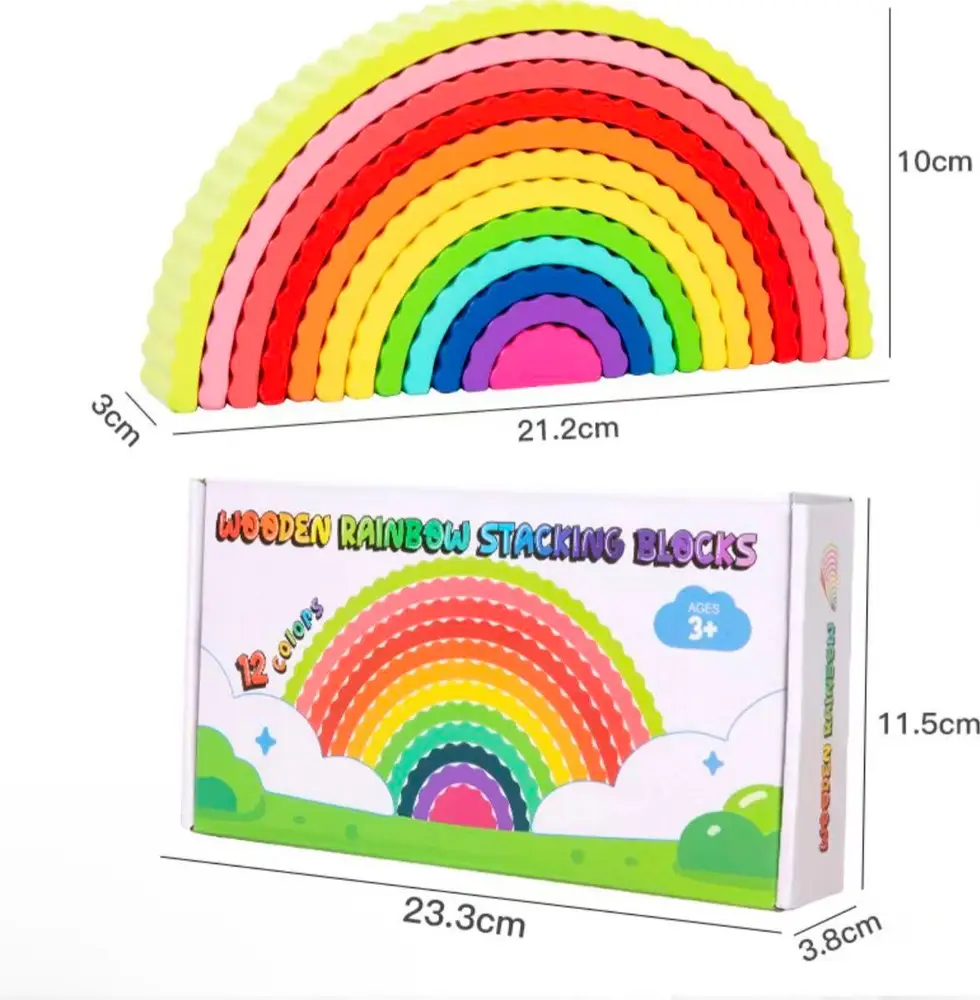 10cm
3cm
21.2cm
WOODEN RAINBOW STACKING BLOCKS
AGES
3+
12 COLORS
WOODEN RAINBOW
11.5cm
23.3cm
3.8cm